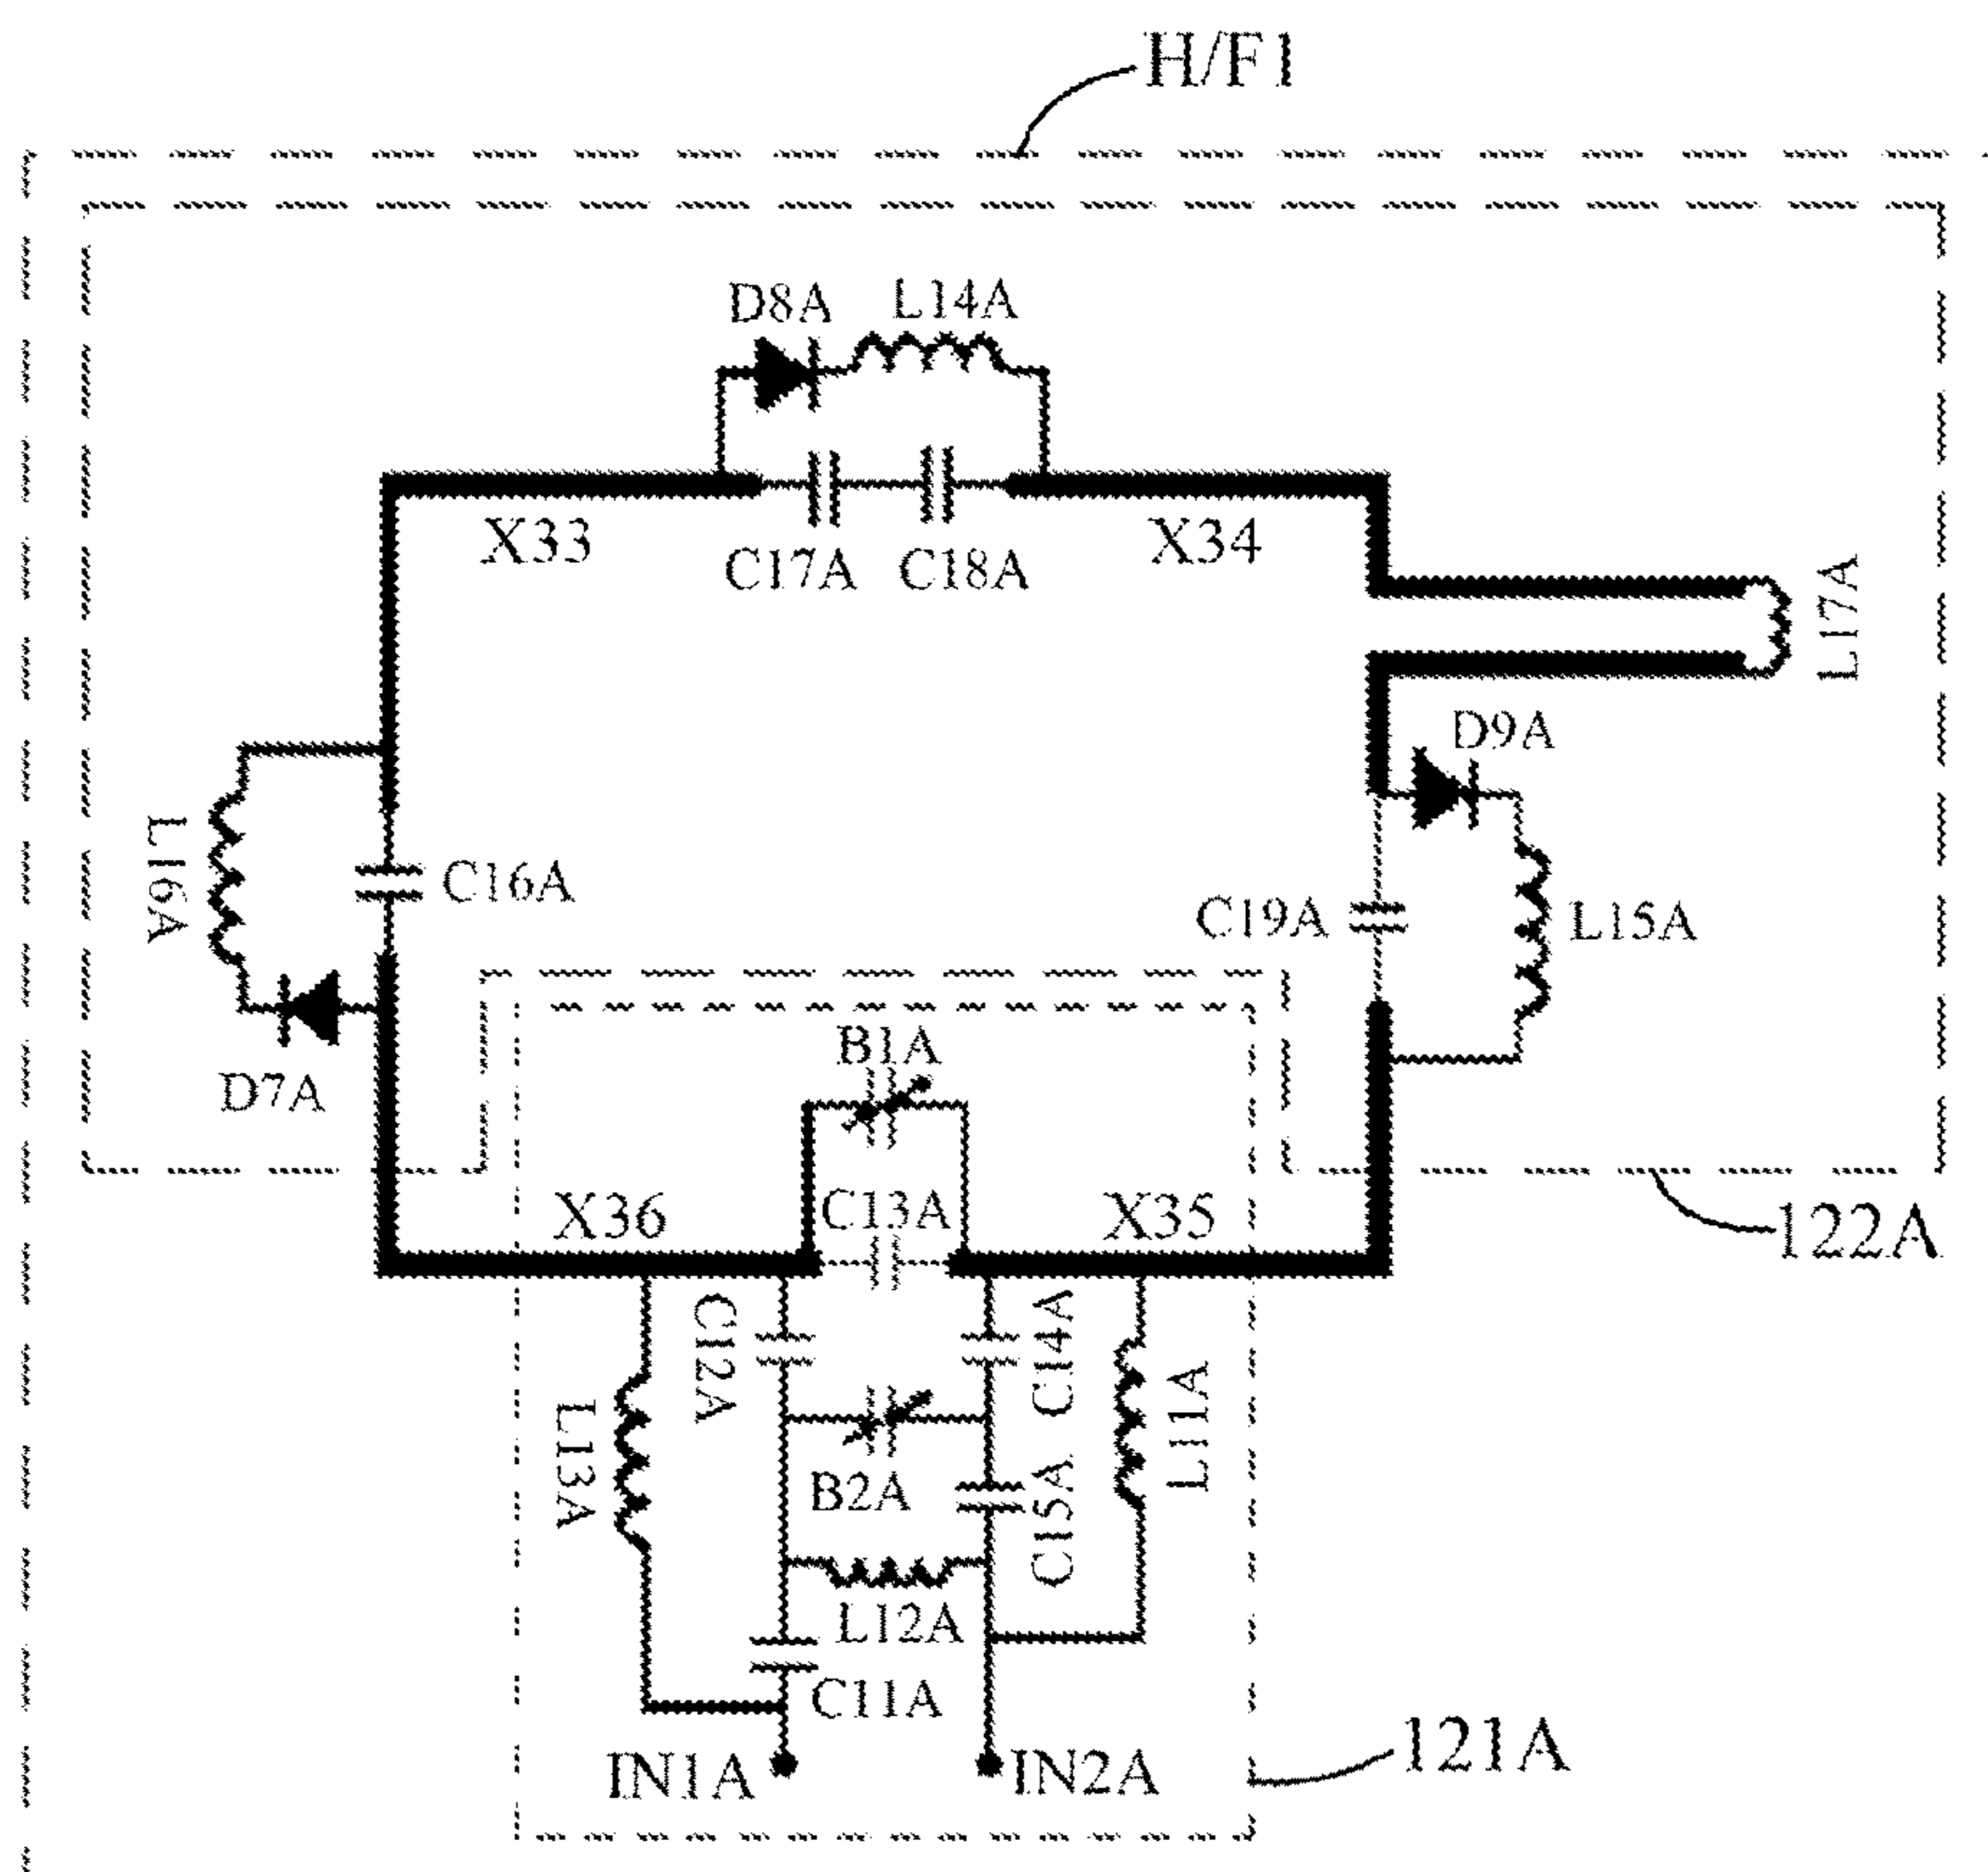 H/F1
D8A
L14A
X33
C17A
C18A
X34
L17A
D9A
L16A
C16A
C19A
L15A
D7A
B1A
X36
C13A
X35
122A
C12A
C14A
L13A
L11A
B2A
C15A
L12A
C11A
IN1A
IN2A
121A